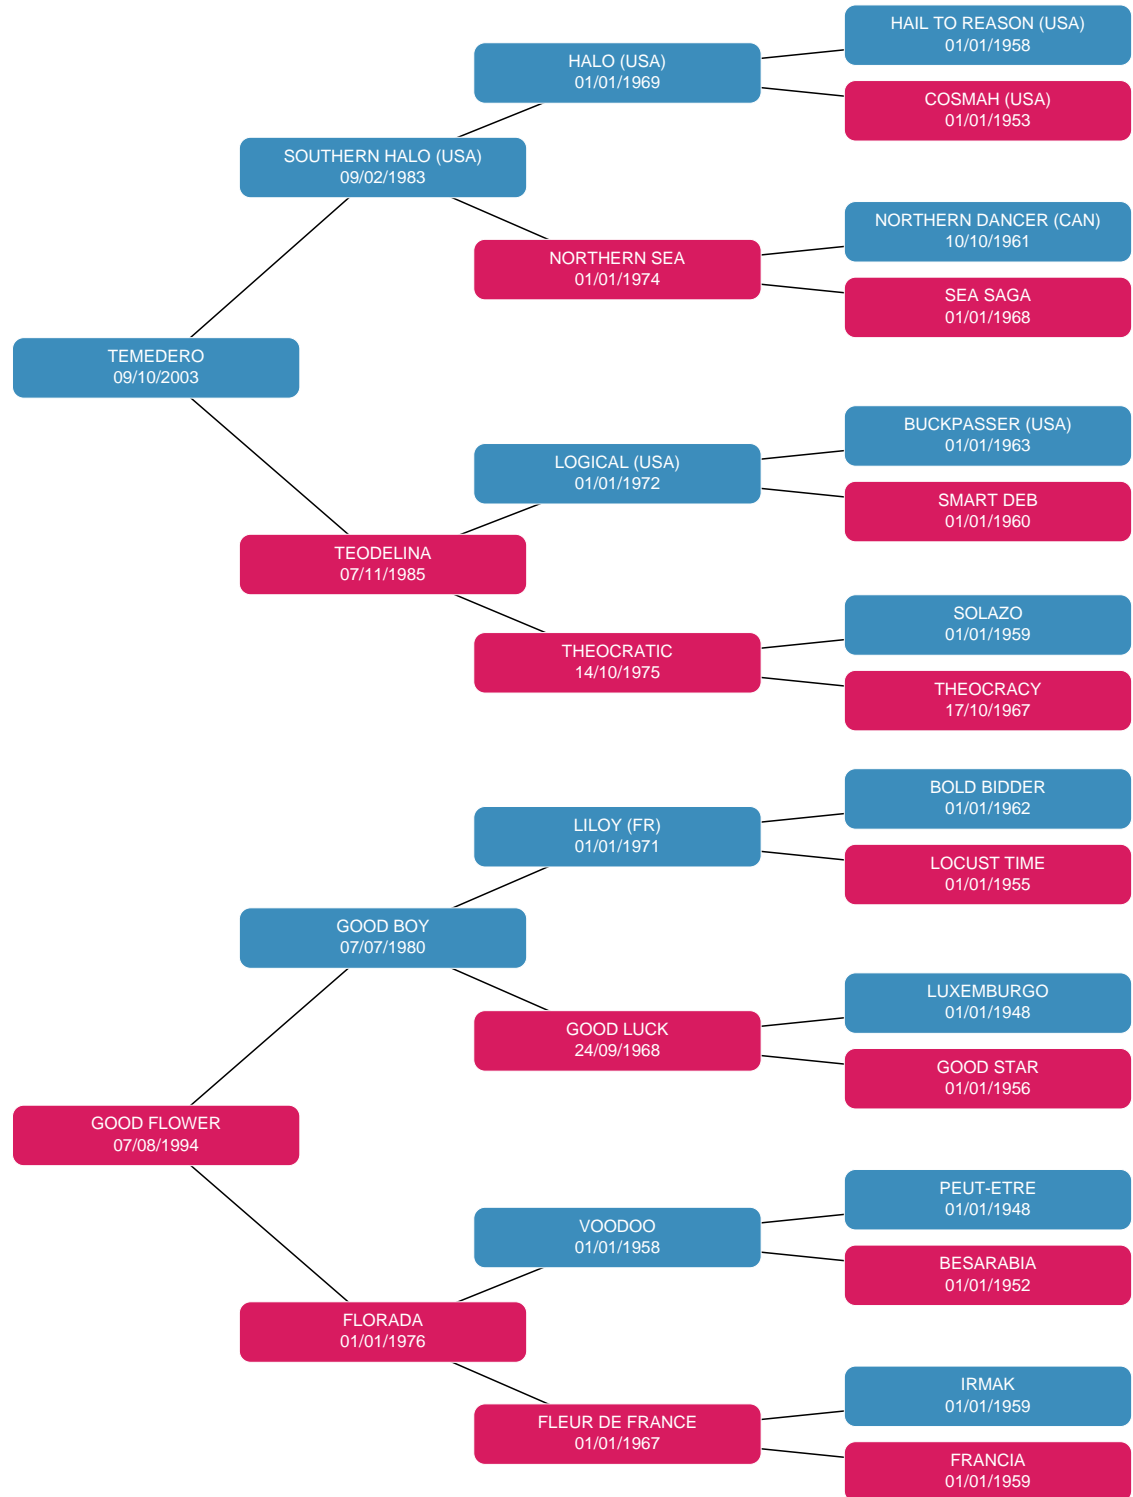 HAIL TO REASON (USA)
01/01/1958
HALO (USA)
01/01/1969
COSMAH (USA)
01/01/1953
SOUTHERN HALO (USA)
09/02/1983
NORTHERN DANCER (CAN)
10/10/1961
NORTHERN SEA
01/01/1974
SEA SAGA
01/01/1968
TEMEDERO
09/10/2003
BUCKPASSER (USA)
01/01/1963
LOGICAL (USA)
01/01/1972
SMART DEB
01/01/1960
TEODELINA
07/11/1985
SOLAZO
01/01/1959
THEOCRATIC
14/10/1975
THEOCRACY
17/10/1967
BOLD BIDDER
01/01/1962
LILOY (FR)
01/01/1971
LOCUST TIME
01/01/1955
GOOD BOY
07/07/1980
LUXEMBURGO
01/01/1948
GOOD LUCK
24/09/1968
GOOD STAR
01/01/1956
GOOD FLOWER
07/08/1994
PEUT-ETRE
01/01/1948
VOODOO
01/01/1958
BESARABIA
01/01/1952
FLORADA
01/01/1976
IRMAK
01/01/1959
FLEUR DE FRANCE
01/01/1967
FRANCIA
01/01/1959